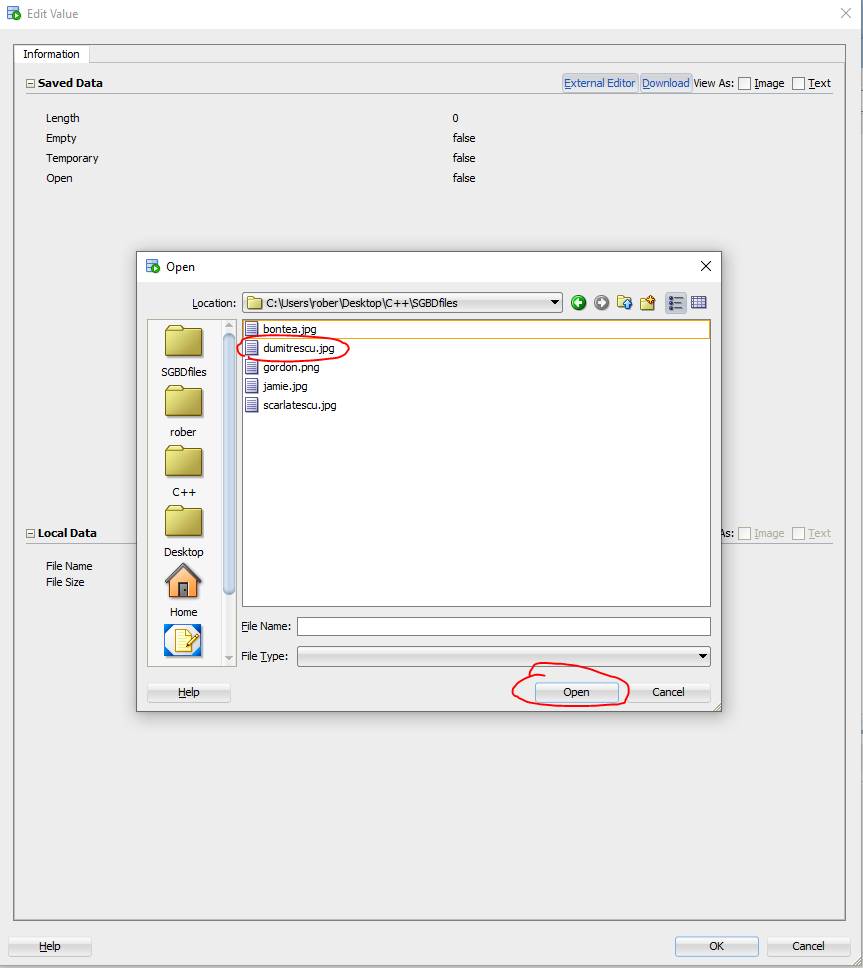 Edit Value
Information
Saved Data External Editor Download View As: Image Text
Length 0
Empty false
Temporary false
Open false
Open
Location: C:\Users\rober\Desktop\C++\SGBDfiles
SGBDfiles
rober
C++
Desktop
Home
bontea.jpg
dumitrescu.jpg
gordon.png
jamie.jpg
scarlatescu.jpg
File Name:
File Type:
Help Open Cancel
Local Data As: Image Text
File Name
File Size
Help OK Cancel